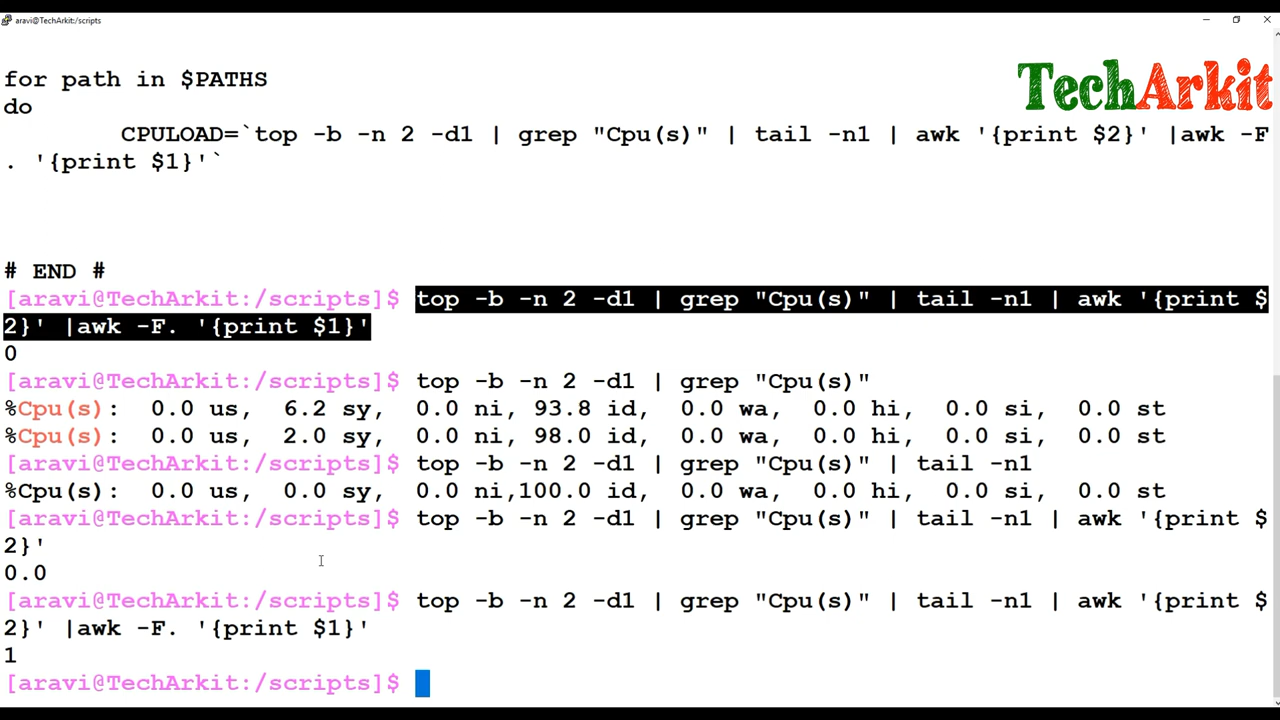 aravi@TechArkit:/scripts
TechArkit
for path in $PATHS
do
        CPULOAD=`top -b -n 2 -d1 | grep "Cpu(s)" | tail -n1 | awk '{print $2}' |awk -F
. '{print $1}'`
# END #
[aravi@TechArkit:/scripts]$ top -b -n 2 -d1 | grep "Cpu(s)" | tail -n1 | awk '{print $
2}' |awk -F. '{print $1}'
0
[aravi@TechArkit:/scripts]$ top -b -n 2 -d1 | grep "Cpu(s)"
%Cpu(s):  0.0 us,  6.2 sy,  0.0 ni, 93.8 id,  0.0 wa,  0.0 hi,  0.0 si,  0.0 st
%Cpu(s):  0.0 us,  2.0 sy,  0.0 ni, 98.0 id,  0.0 wa,  0.0 hi,  0.0 si,  0.0 st
[aravi@TechArkit:/scripts]$ top -b -n 2 -d1 | grep "Cpu(s)" | tail -n1
%Cpu(s):  0.0 us,  0.0 sy,  0.0 ni,100.0 id,  0.0 wa,  0.0 hi,  0.0 si,  0.0 st
[aravi@TechArkit:/scripts]$ top -b -n 2 -d1 | grep "Cpu(s)" | tail -n1 | awk '{print $
2}'
0.0
[aravi@TechArkit:/scripts]$ top -b -n 2 -d1 | grep "Cpu(s)" | tail -n1 | awk '{print $
2}' |awk -F. '{print $1}'
1
[aravi@TechArkit:/scripts]$